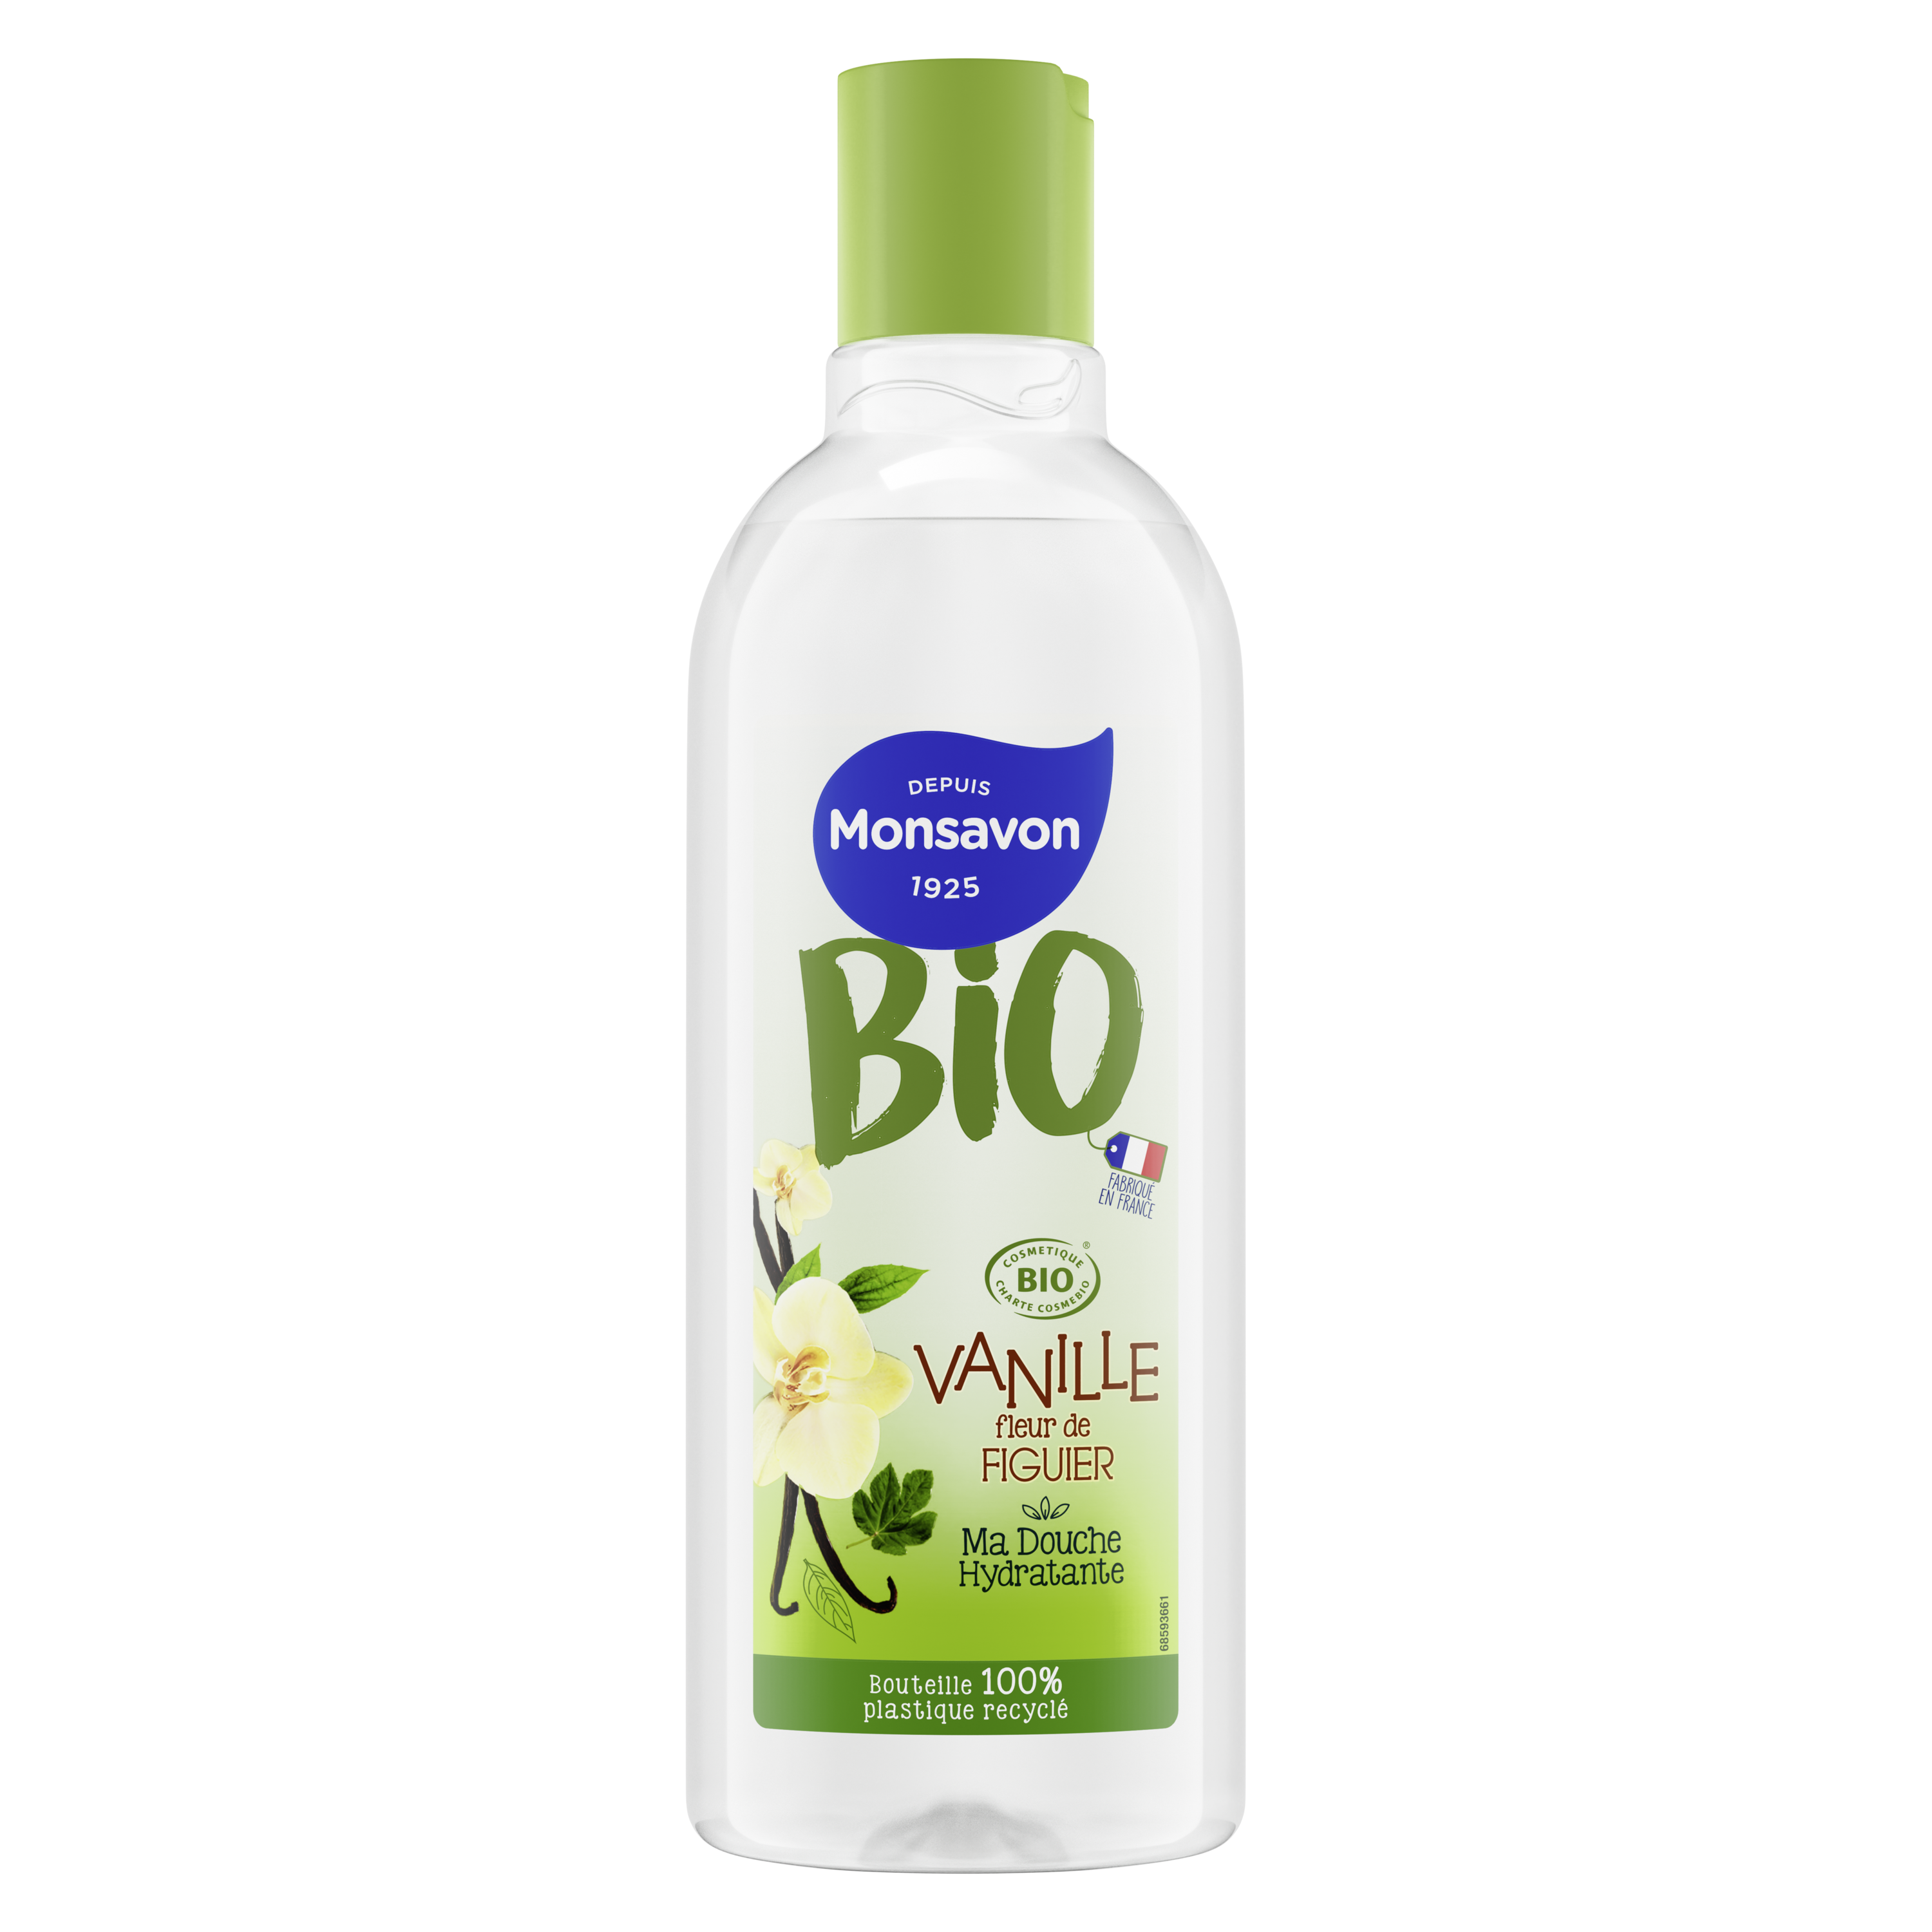 DEPUIS
Monsavon
1925
BiO
FABRIQUÉ
EN FRANCE
COSMETIQUE ®
BIO
CHARTE COSMEBIO
VANILLE
fleur de
FIGUIER
Ma Douche
Hydratante
68593661
Bouteille 100%
plastique recyclé